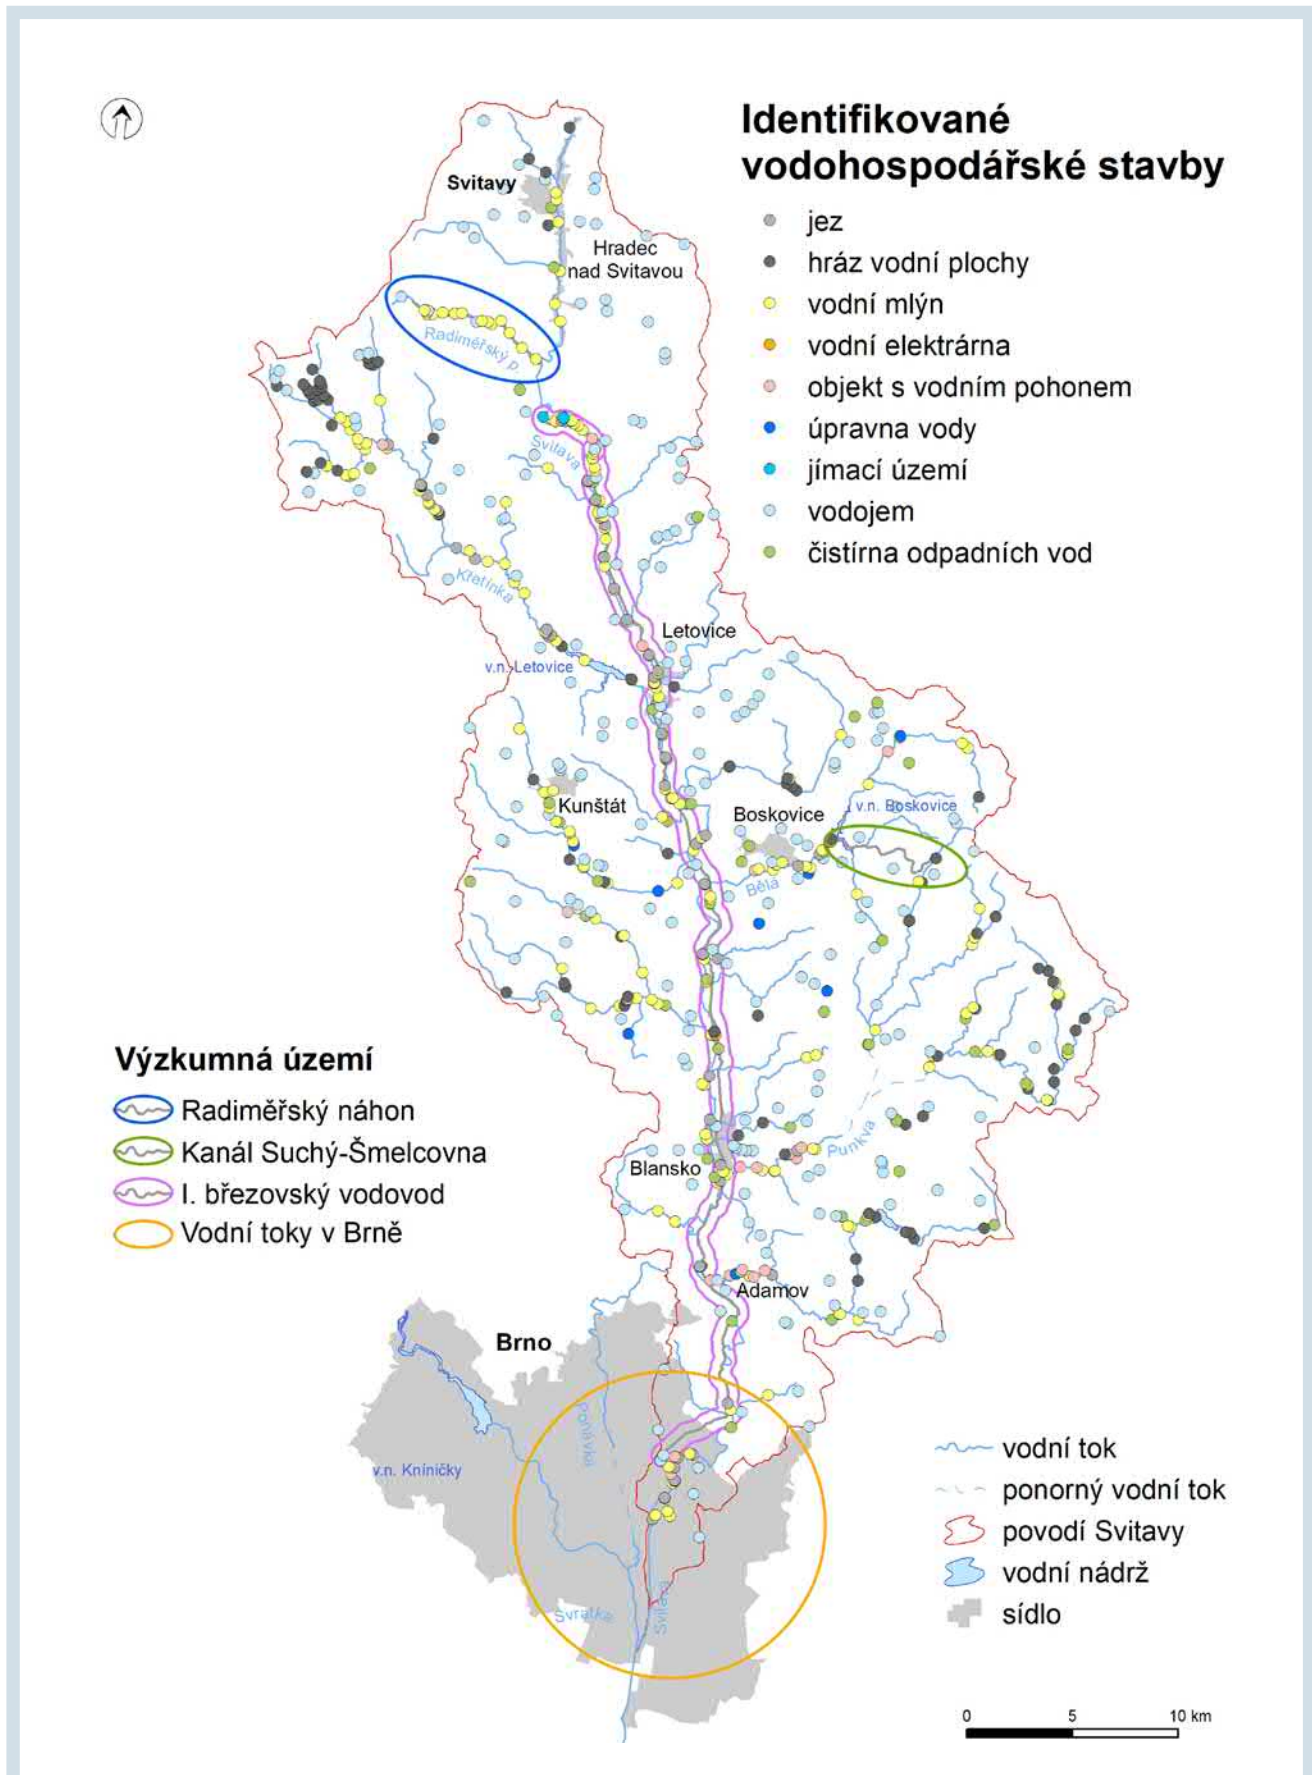 Identifikované
vodohospodářské stavby
jez
hráz vodní plochy
vodní mlýn
vodní elektrárna
objekt s vodním pohonem
úpravna vody
jímací území
vodojem
čistírna odpadních vod
Svitavy
Hradec
nad Svitavou
Radiměřský p.
Svitava
Křetínka
Letovice
v.n. Letovice
Kunštát
Boskovice
v.n. Boskovice
Bělá
Výzkumná území
Radiměřský náhon
Kanál Suchý-Šmelcovna
I. březovský vodovod
Vodní toky v Brně
Punkva
Blansko
Adamov
Brno
Ponávka
v.n. Kníničky
Svratka
Svitava
vodní tok
ponorný vodní tok
povodí Svitavy
vodní nádrž
sídlo
0 5 10 km